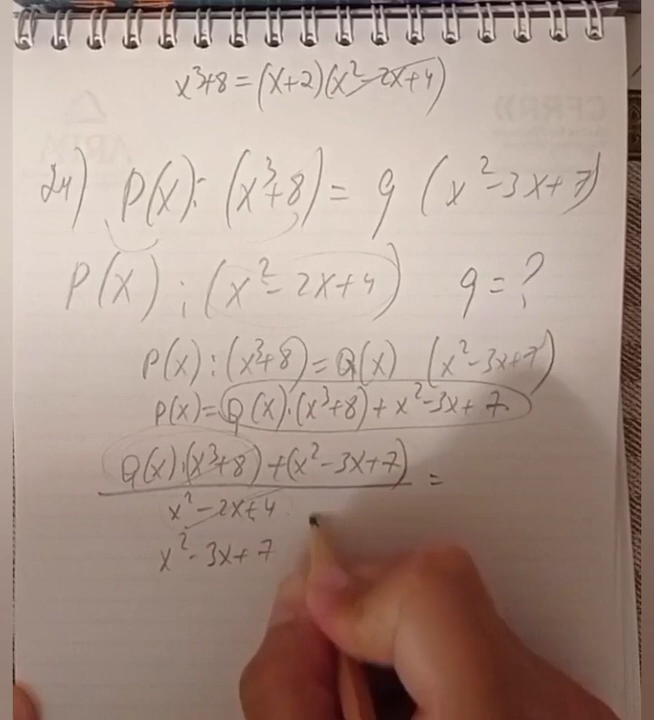 x³+8=(x+2)(x²-2x+4)
24) P(x):(x³+8)=q (x²-3x+7)
P(x):(x²-2x+4) q=?
P(x):(x³+8)=Q(x) (x²-3x+7)
P(x)=Q(x)·(x³+8)+x²-3x+7
Q(x)·(x³+8)+(x²-3x+7) =
x²-2x+4
x²-3x+7